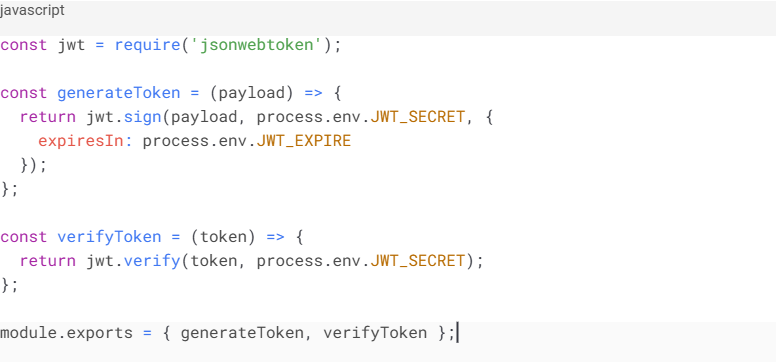 javascript
const jwt = require('jsonwebtoken');
const generateToken = (payload) => {
  return jwt.sign(payload, process.env.JWT_SECRET, {
    expiresIn: process.env.JWT_EXPIRE
  });
};
const verifyToken = (token) => {
  return jwt.verify(token, process.env.JWT_SECRET);
};
module.exports = { generateToken, verifyToken };